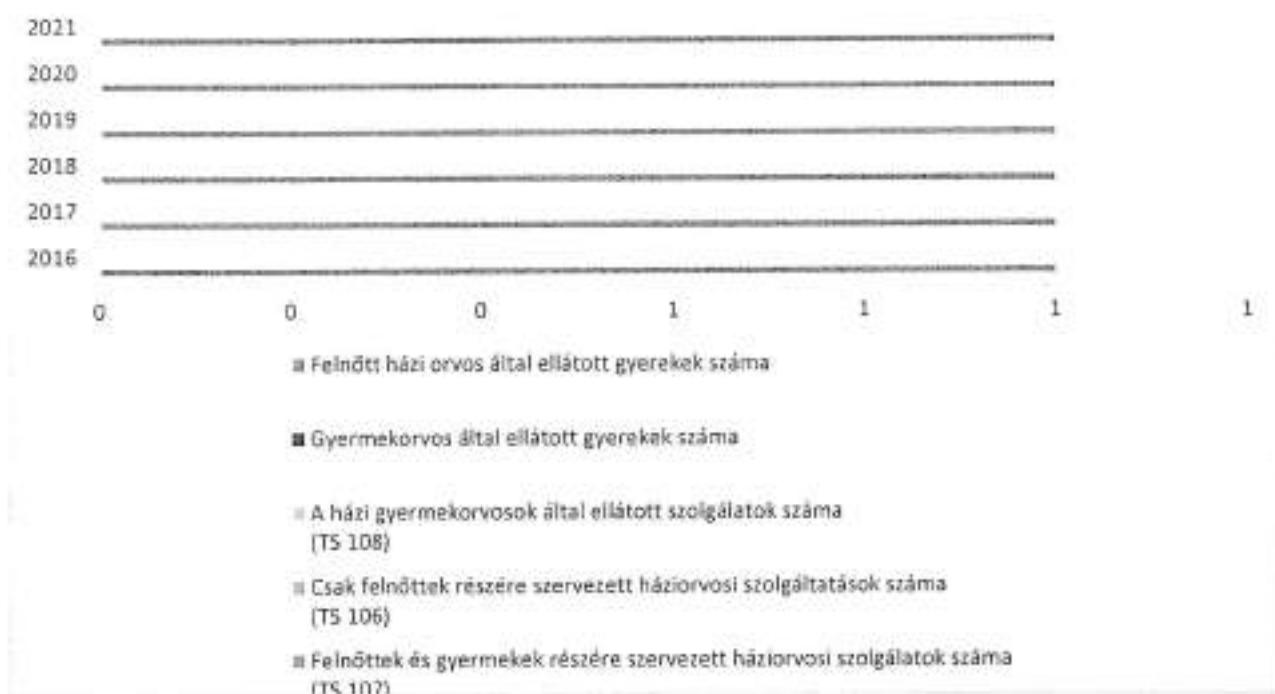 2021
2020
2019
2018
2017
2016
0 0 0 1 1 1 1
Felnőtt házi orvos által ellátott gyerekek száma
Gyermekorvos által ellátott gyerekek száma
A házi gyermekorvosok által ellátott szolgálatok száma
(TS 108)
Csak felnőttek részére szervezett háziorvosi szolgáltatások száma
(TS 106)
Felnőttek és gyermekek részére szervezett háziorvosi szolgálatok száma
(TS 107)